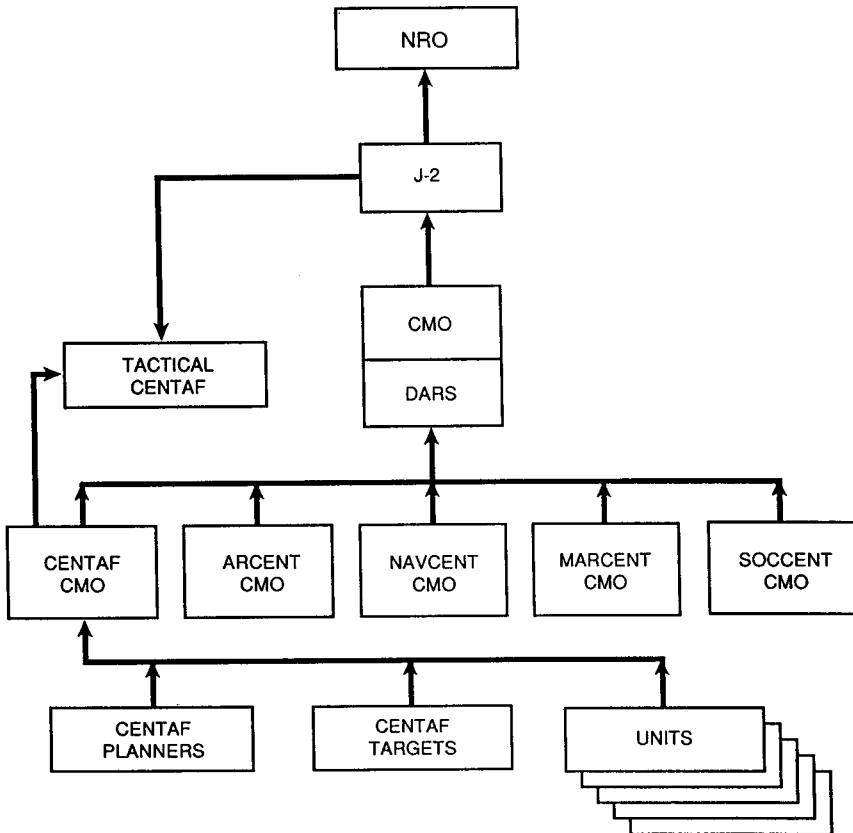 NRO
J-2
CMO
DARS
TACTICAL
CENTAF
CENTAF
CMO
ARCENT
CMO
NAVCENT
CMO
MARCENT
CMO
SOCCENT
CMO
CENTAF
PLANNERS
CENTAF
TARGETS
UNITS